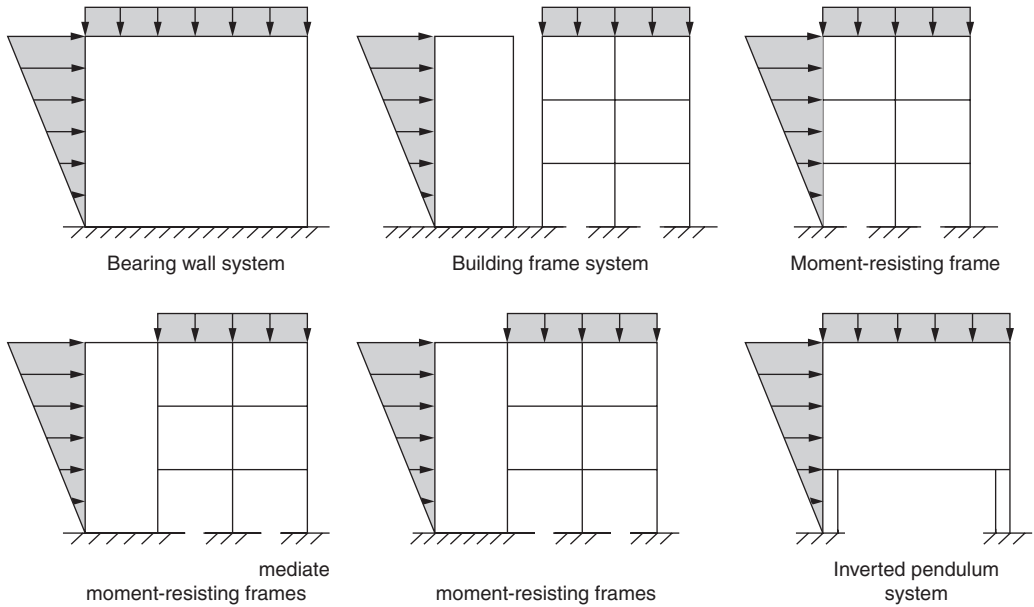 Bearing wall system
Building frame system
Moment-resisting frame
mediate
moment-resisting frames
moment-resisting frames
Inverted pendulum
system